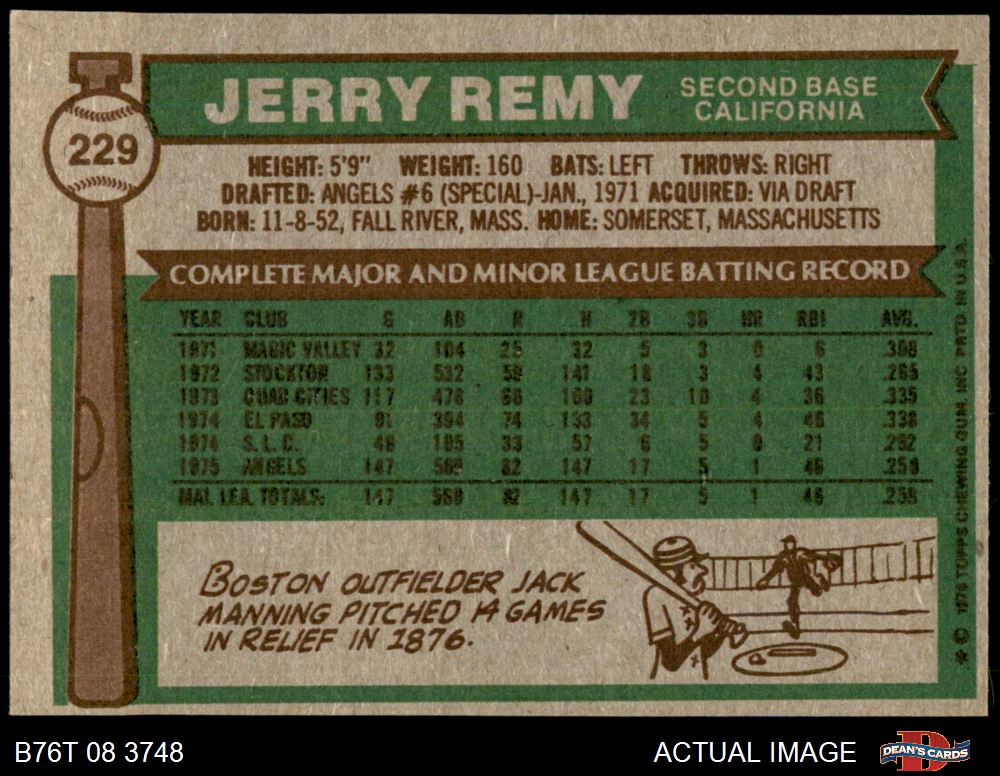 JERRY REMY
SECOND BASE
CALIFORNIA
229
HEIGHT: 5'9" WEIGHT: 160 BATS: LEFT THROWS: RIGHT
DRAFTED: ANGELS #6 (SPECIAL)-JAN., 1971 ACQUIRED: VIA DRAFT
BORN: 11-8-52, FALL RIVER, MASS. HOME: SOMERSET, MASSACHUSETTS
COMPLETE MAJOR AND MINOR LEAGUE BATTING RECORD
YEAR CLUB G AB R H 2B 3B HR RBI AVG.
1971 MAGIC VALLEY 32 104 25 32 5 3 0 6 .308
1972 STOCKTON 133 532 141 18 3 4 43 .265
1973 QUAD CITIES 117 23 10 4 36 .335
1974 EL PASO 91 394 74 133 34 5 4 .338
1974 S.L.C. 48 195 33 57 6 5 0 21 .292
1975 ANGELS 147 569 82 147 17 5 1 46 .258
MAJ. LEA. TOTALS: 147 569 82 147 17 5 1 46 .258
BOSTON OUTFIELDER JACK
MANNING PITCHED 14 GAMES
IN RELIEF IN 1876.
© 1976 TOPPS CHEWING GUM, INC. PRTD. IN U.S.A.
B76T 08 3748
ACTUAL IMAGE
D
DEAN'S CARDS